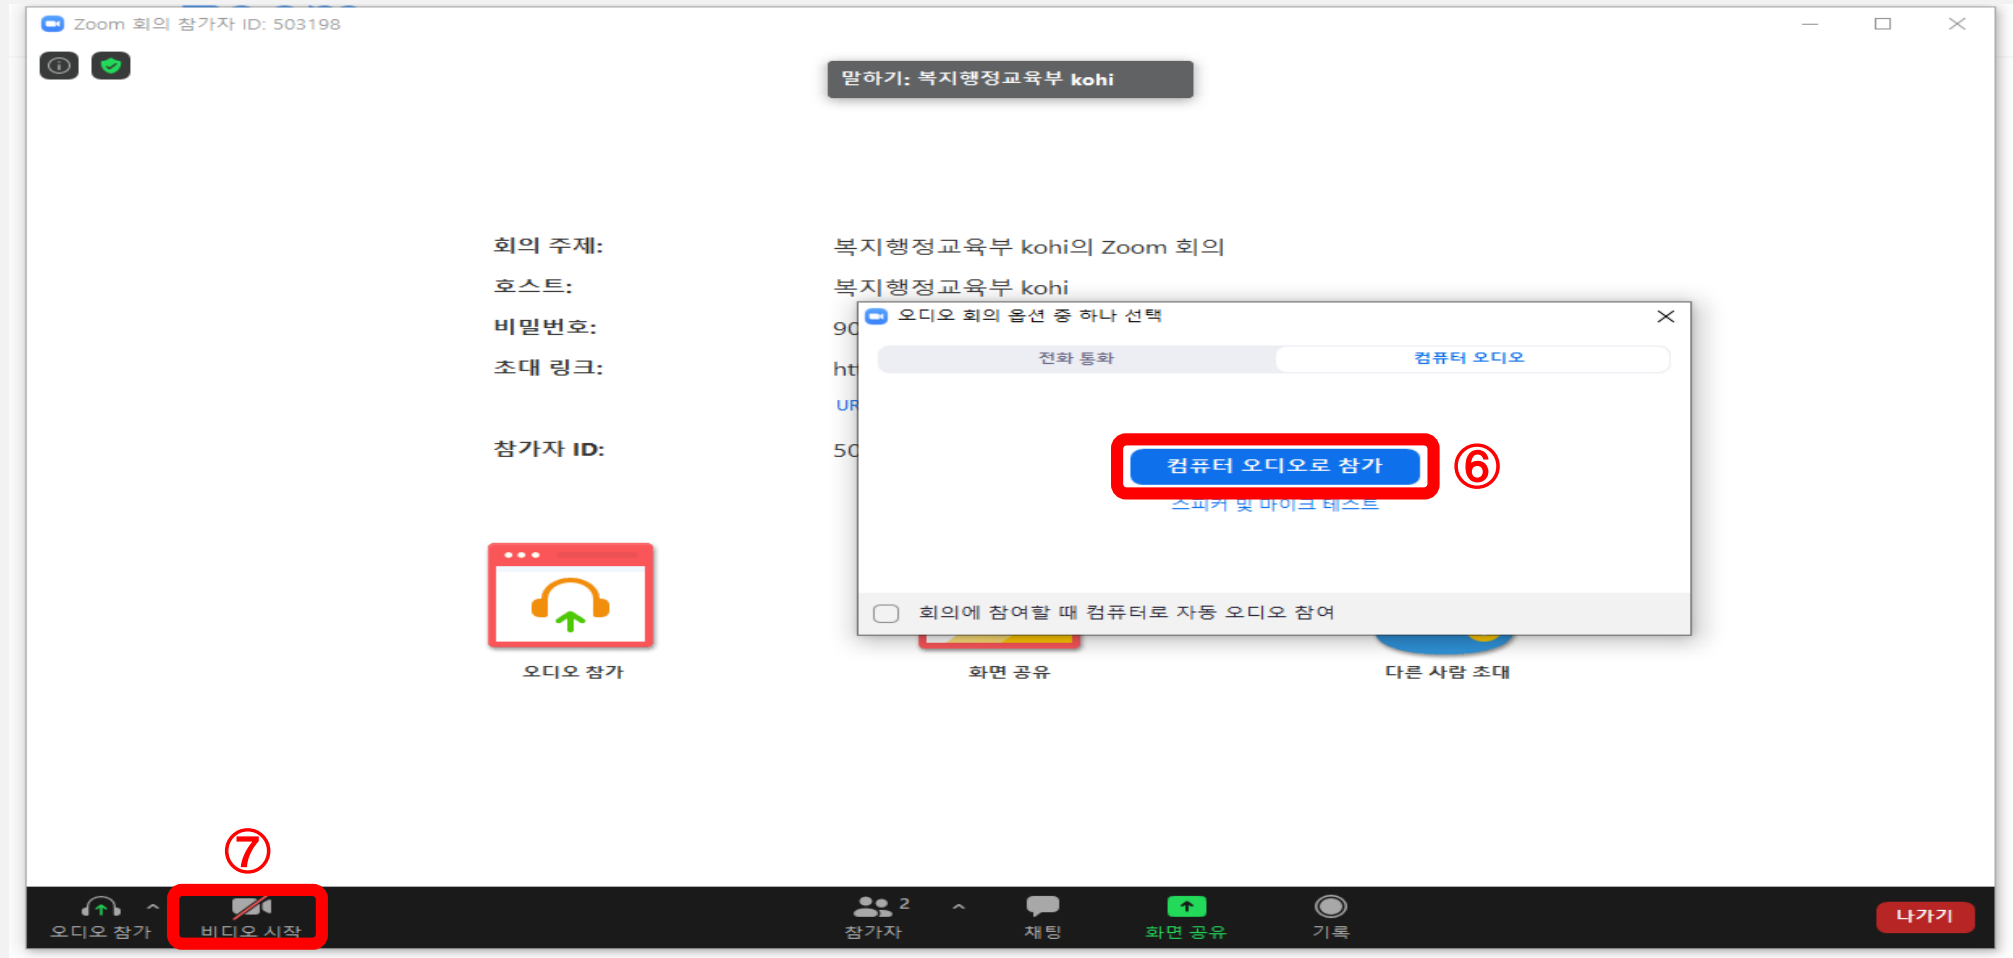 Zoom 회의 참가자 ID: 503198
말하기: 복지행정교육부 kohi
회의 주제: 복지행정교육부 kohi의 Zoom 회의
호스트: 복지행정교육부 kohi
비밀번호: 90
초대 링크: ht
UR
참가자 ID: 50
오디오 회의 옵션 중 하나 선택
전화 통화 컴퓨터 오디오
컴퓨터 오디오로 참가 ⑥
스피커 및 마이크 테스트
회의에 참여할 때 컴퓨터로 자동 오디오 참여
오디오 참가 화면 공유 다른 사람 초대
⑦
오디오 참가 비디오 시작 참가자 2 채팅 화면 공유 기록 나가기